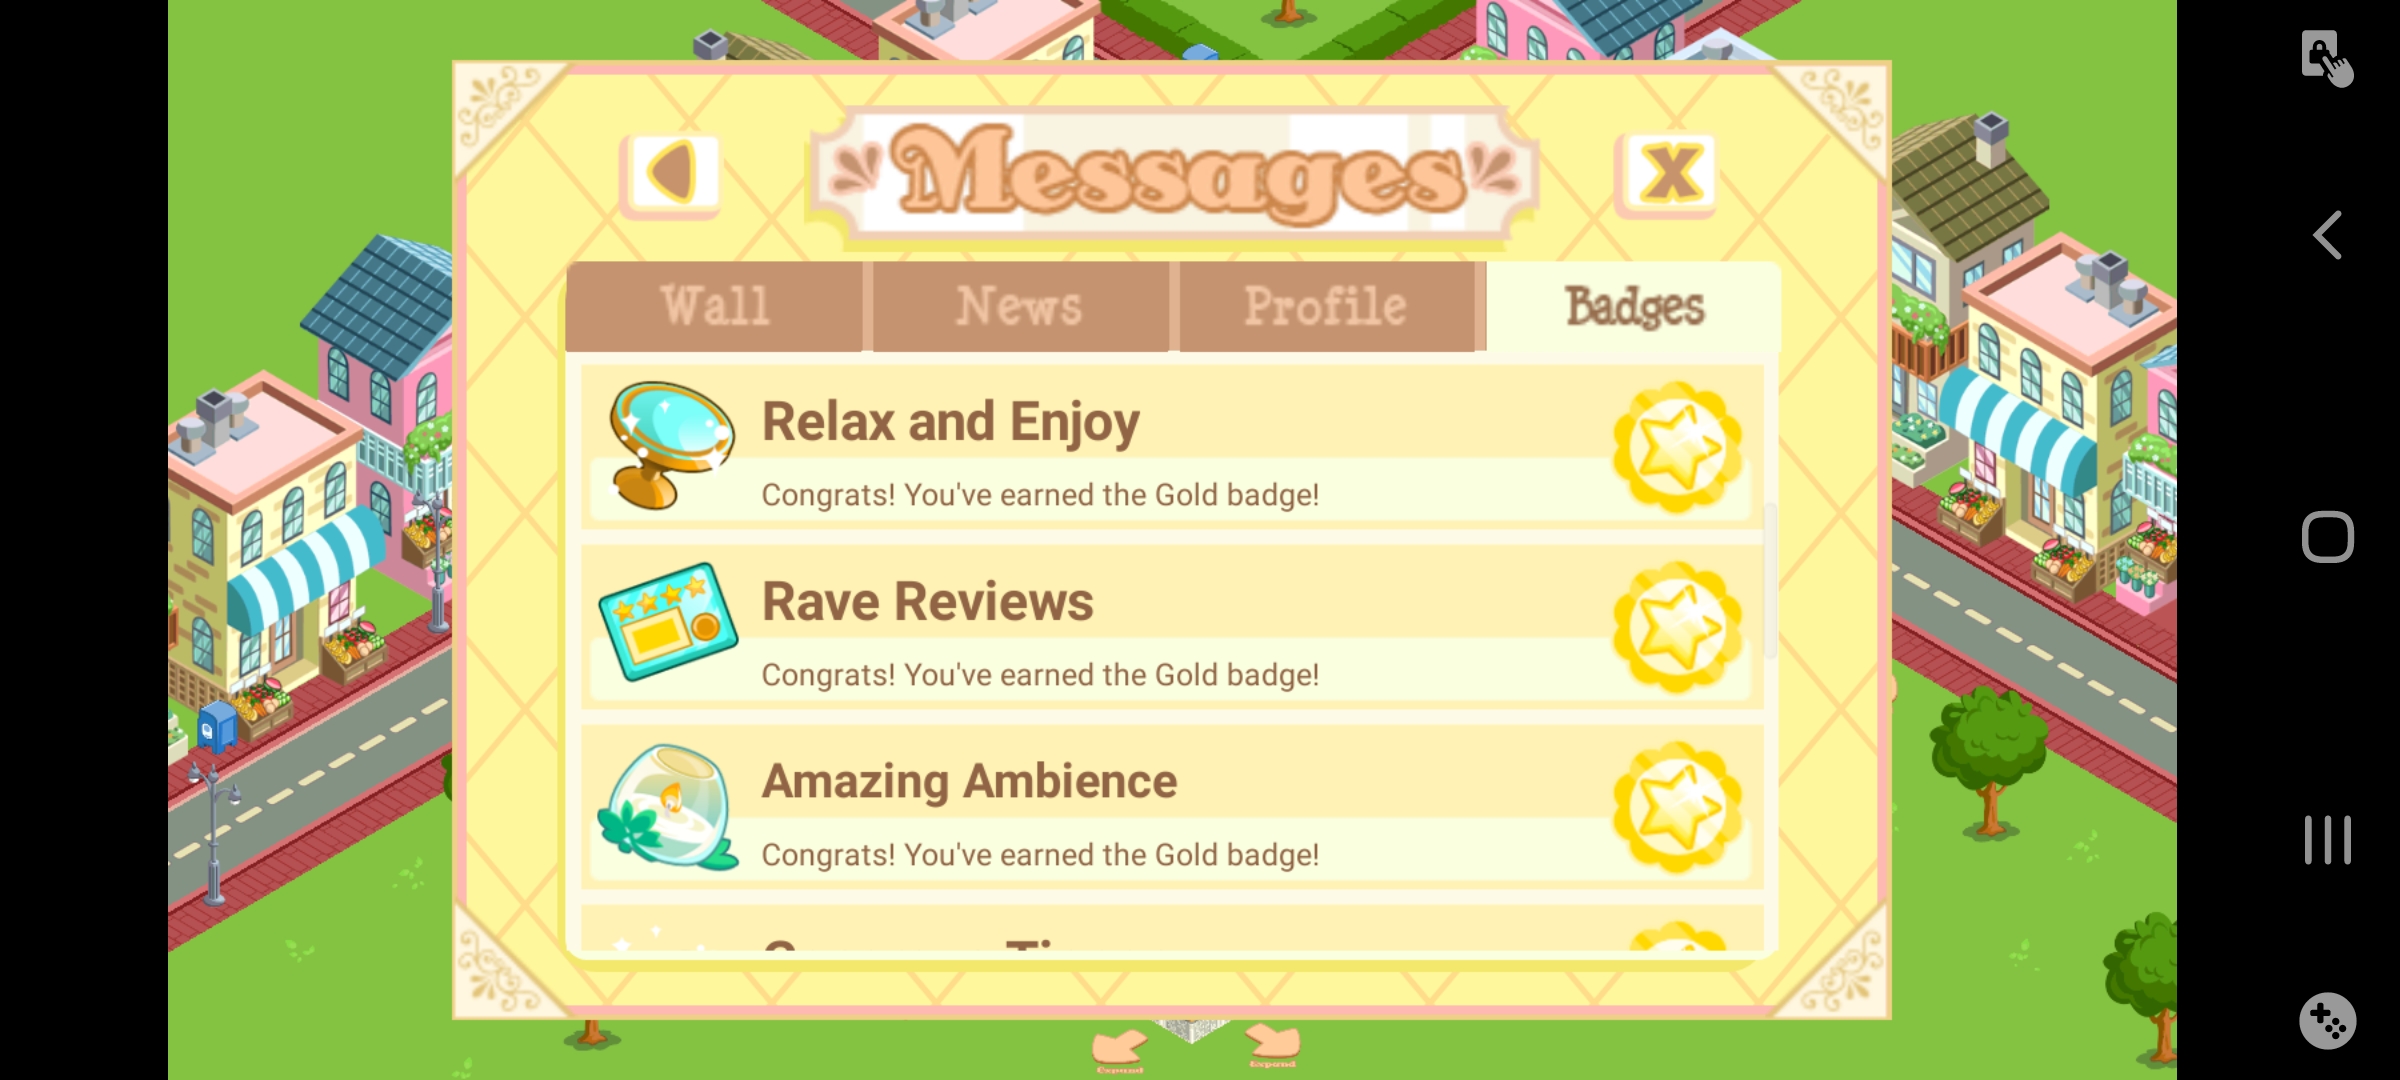 Messages
X
Wall
News
Profile
Badges
Relax and Enjoy
Congrats! You've earned the Gold badge!
Rave Reviews
Congrats! You've earned the Gold badge!
Amazing Ambience
Congrats! You've earned the Gold badge!
Expand
Expand